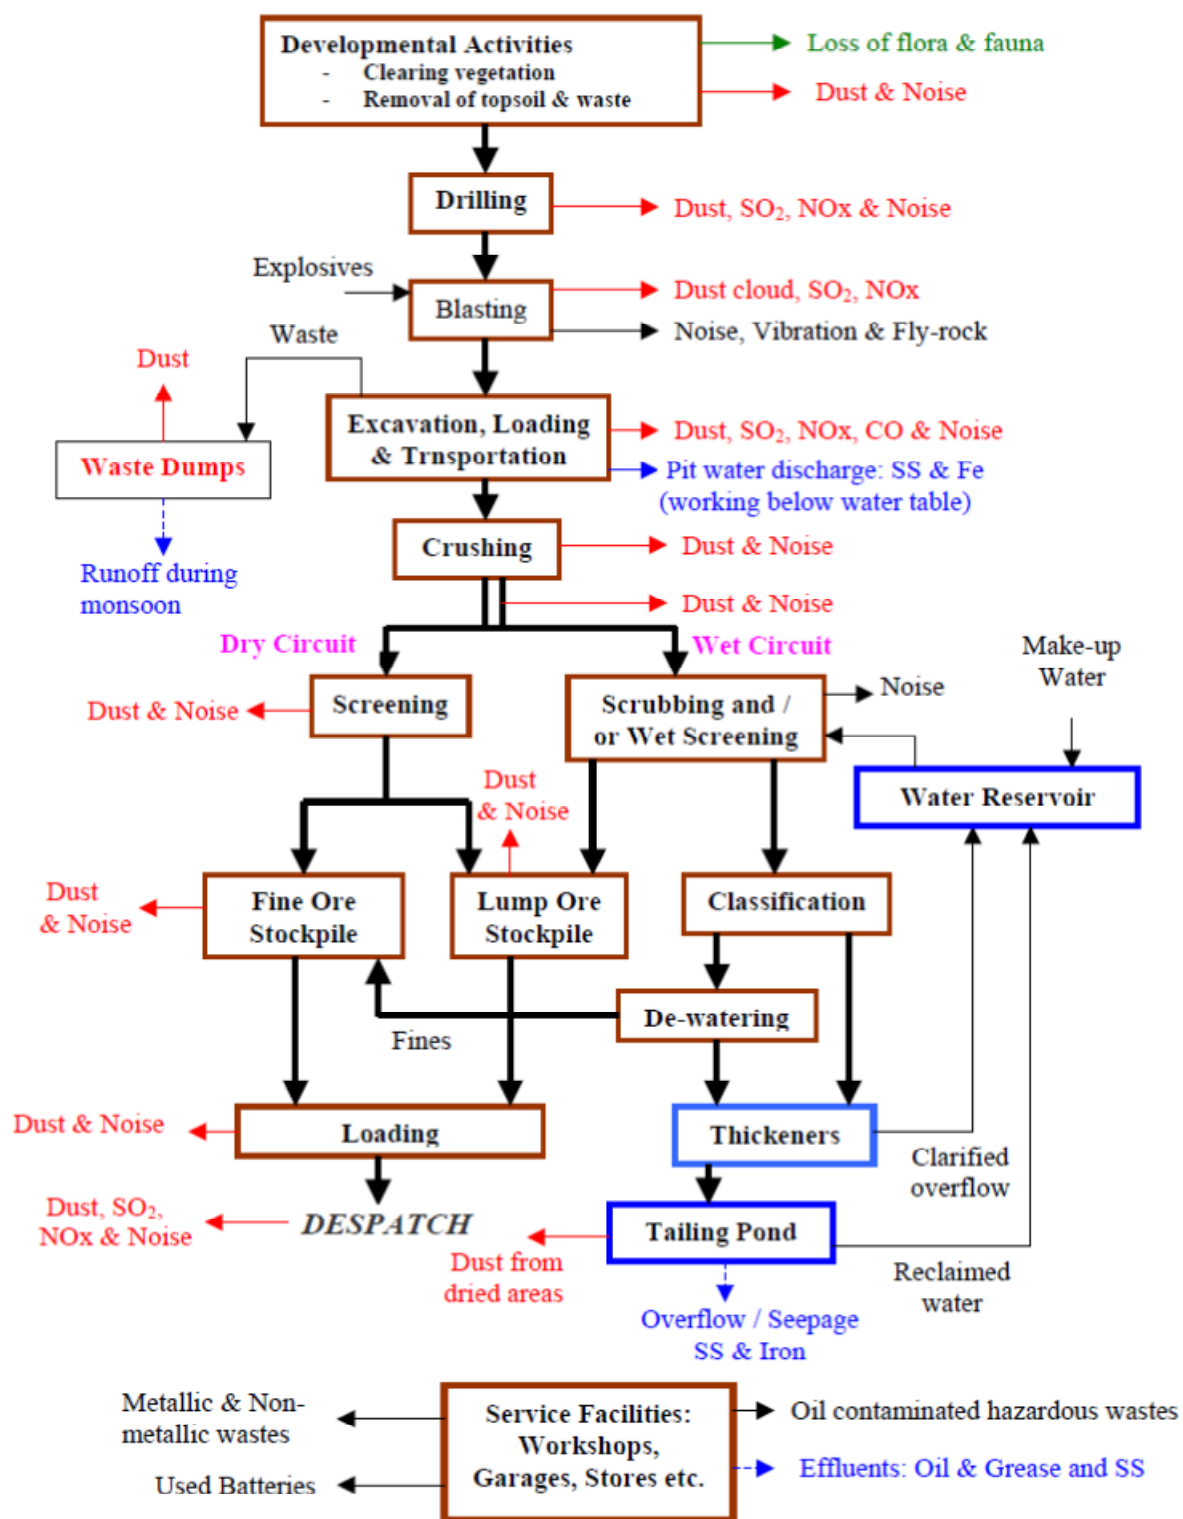 Developmental Activities
- Clearing vegetation
- Removal of topsoil & waste
Loss of flora & fauna
Dust & Noise
Drilling
Dust, SO₂, NOx & Noise
Explosives
Blasting
Dust cloud, SO₂, NOx
Noise, Vibration & Fly-rock
Waste
Dust
Waste Dumps
Runoff during
monsoon
Excavation, Loading
& Trnsportation
Dust, SO₂, NOx, CO & Noise
Pit water discharge: SS & Fe
(working below water table)
Crushing
Dust & Noise
Dust & Noise
Dry Circuit
Wet Circuit
Make-up
Water
Dust & Noise
Screening
Scrubbing and /
or Wet Screening
Noise
Water Reservoir
Dust
& Noise
Dust
& Noise
Fine Ore
Stockpile
Lump Ore
Stockpile
Classification
De-watering
Fines
Dust & Noise
Loading
Thickeners
Clarified
overflow
Dust, SO₂,
NOx & Noise
DESPATCH
Tailing Pond
Dust from
dried areas
Reclaimed
water
Overflow / Seepage
SS & Iron
Metallic & Non-
metallic wastes
Used Batteries
Service Facilities:
Workshops,
Garages, Stores etc.
Oil contaminated hazardous wastes
Effluents: Oil & Grease and SS